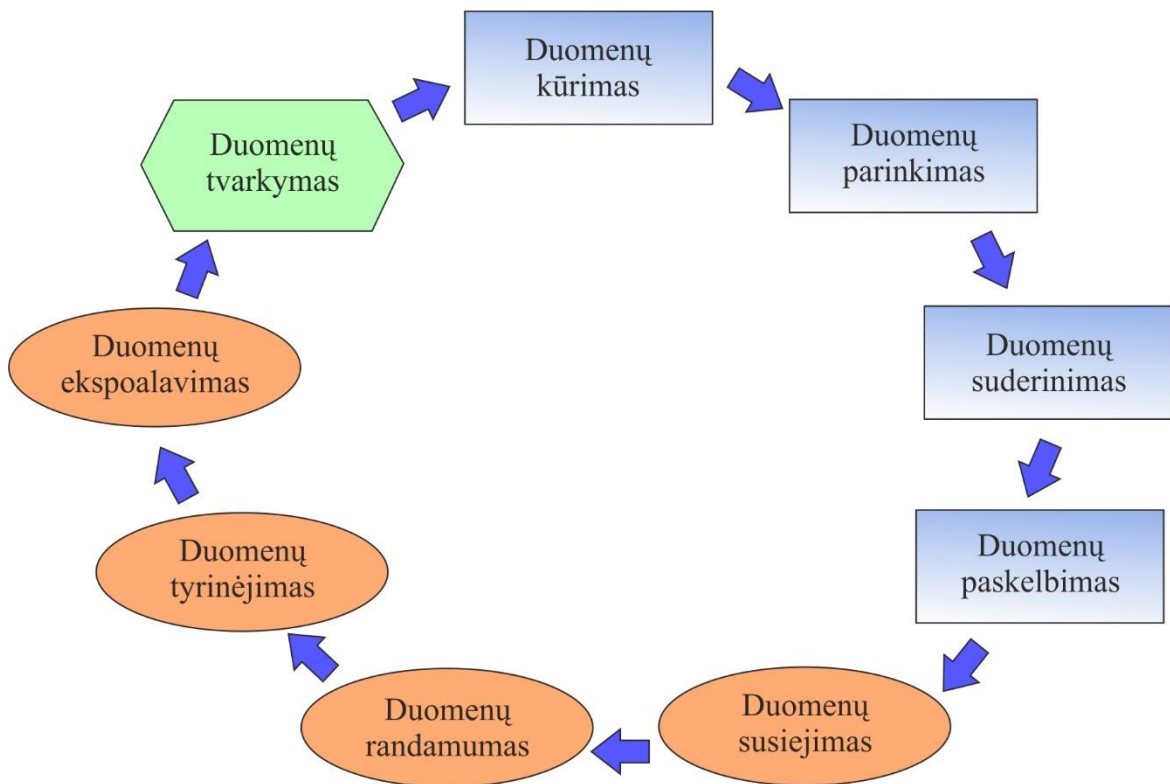 Duomenų
kūrimas
Duomenų
parinkimas
Duomenų
suderinimas
Duomenų
paskelbimas
Duomenų
susiejimas
Duomenų
randamumas
Duomenų
tyrinėjimas
Duomenų
ekspoalavimas
Duomenų
tvarkymas